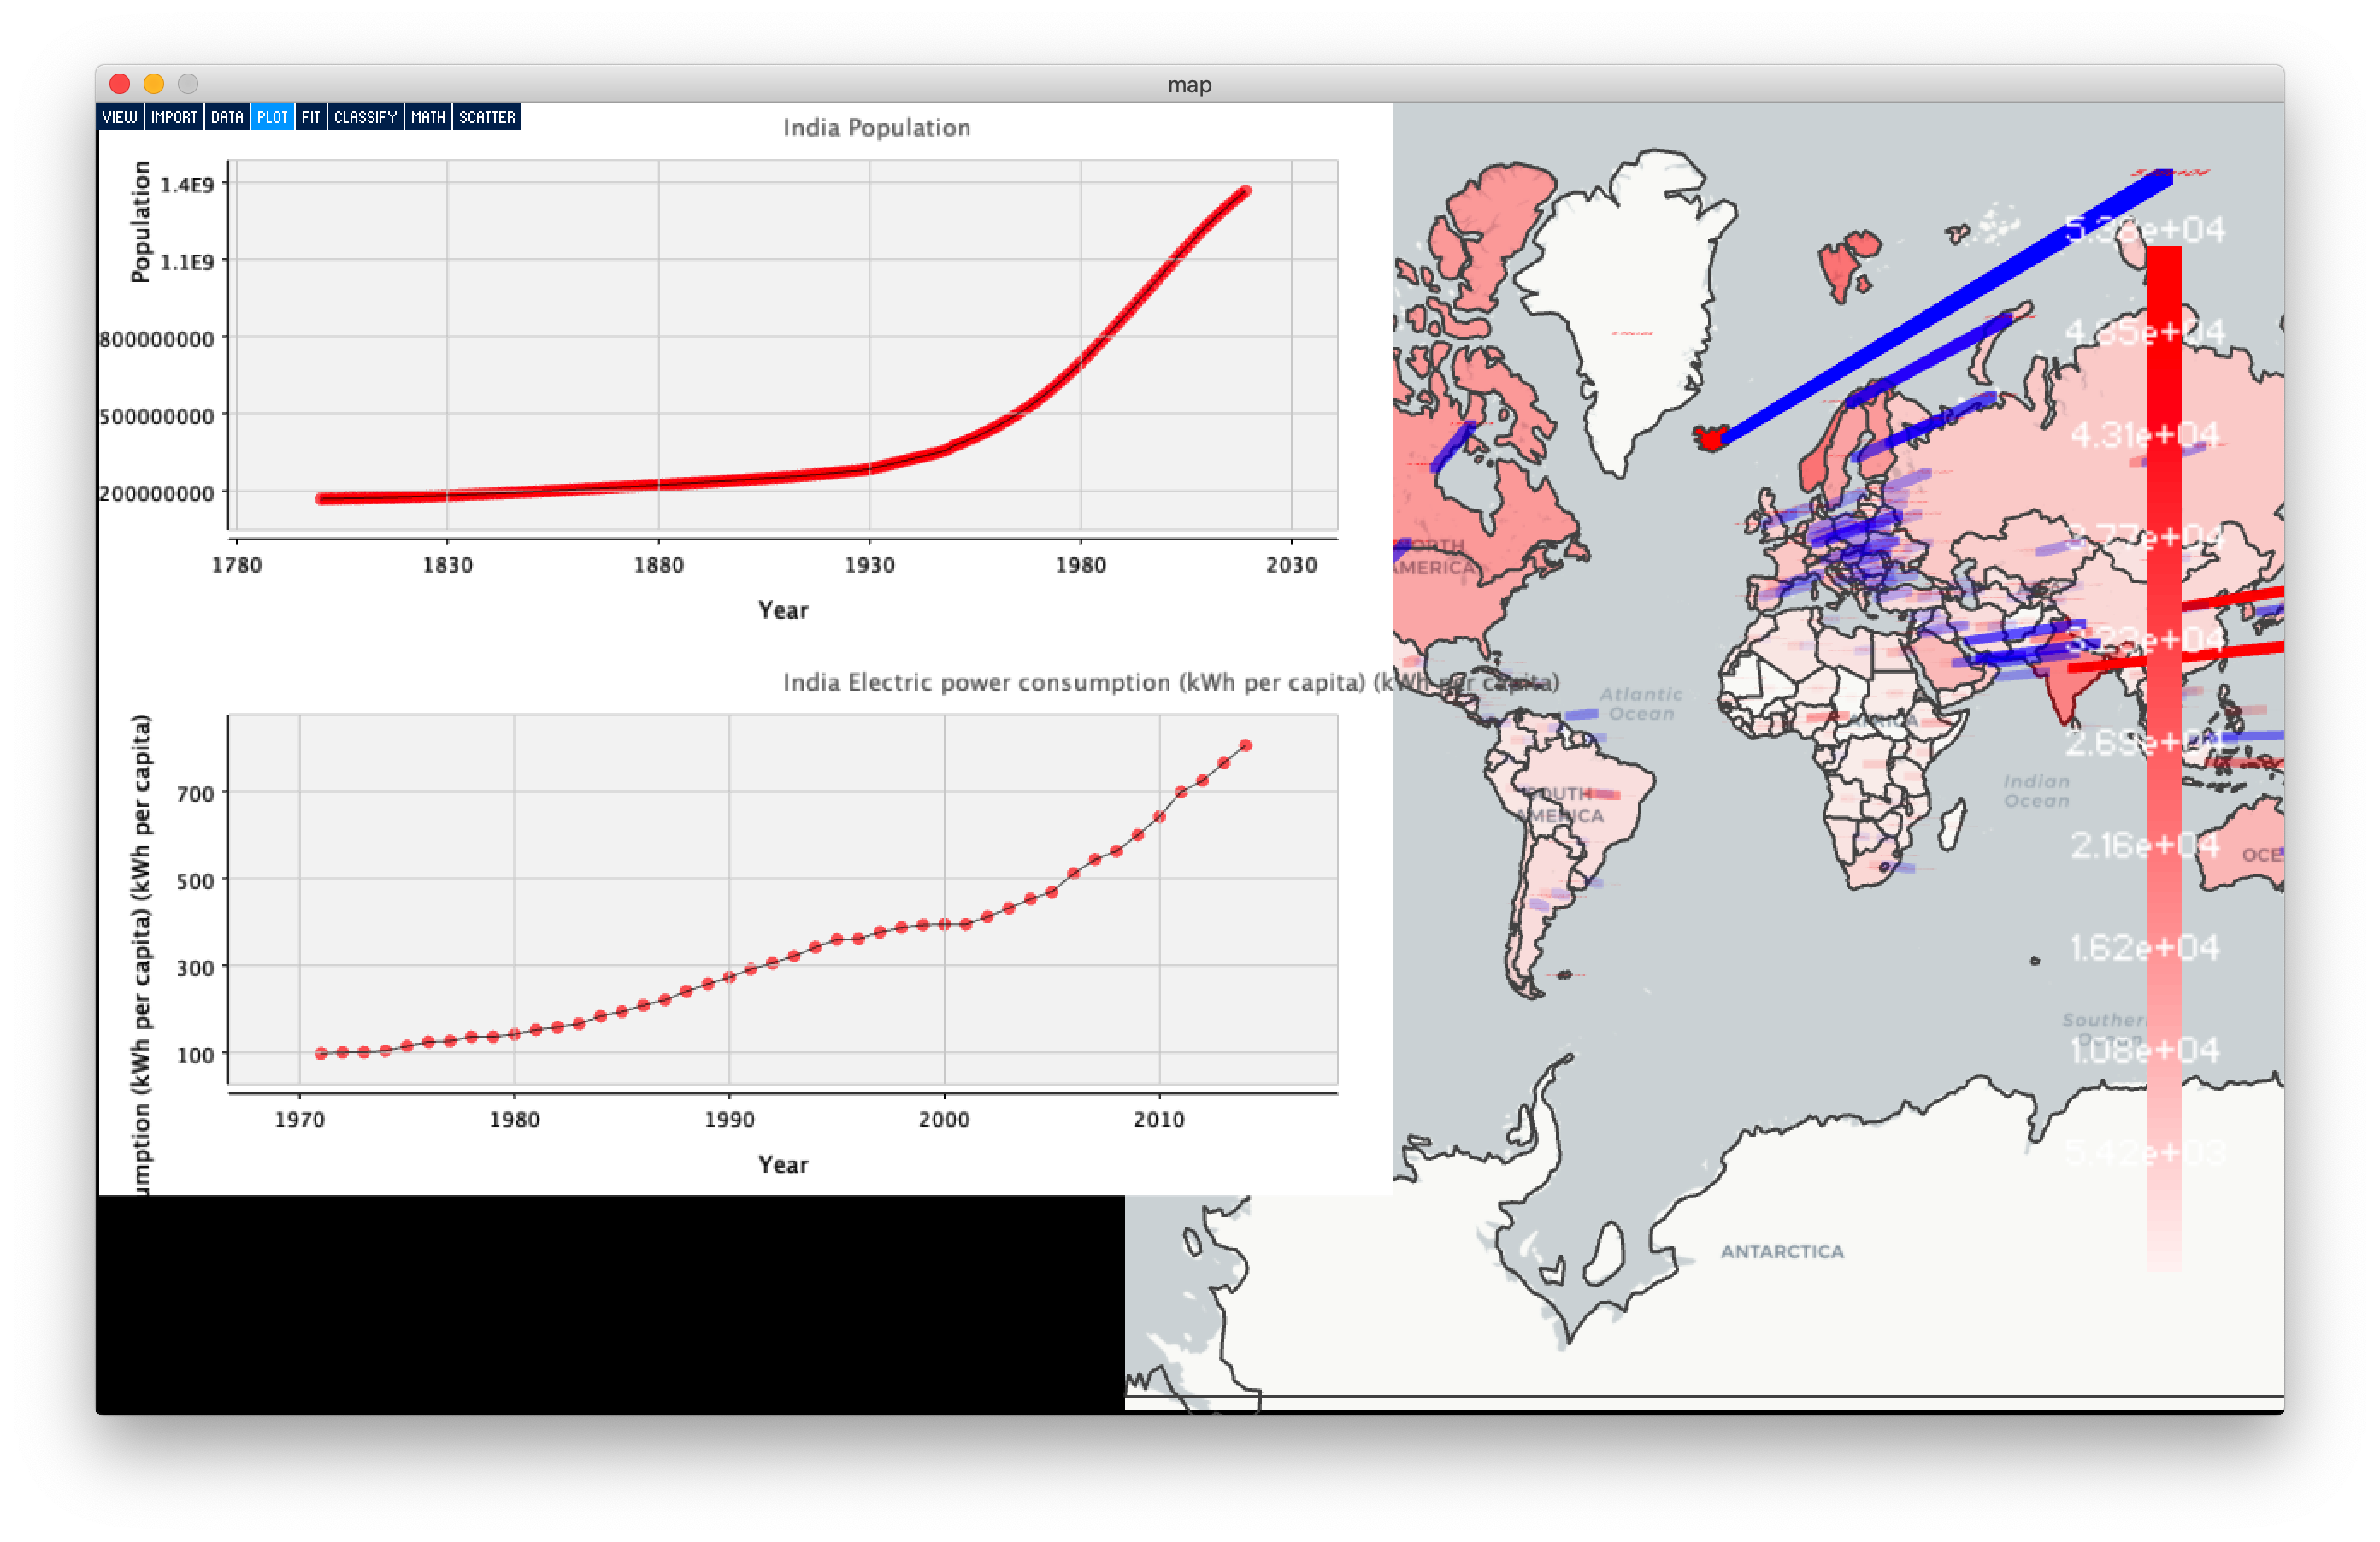 map
VIEW IMPORT DATA PLOT FIT CLASSIFY MATH SCATTER
India Population
Population
1.4E9
1.1E9
800000000
500000000
200000000
1780 1830 1880 1930 1980 2030
Year
India Electric power consumption (kWh per capita) (kWh per capita)
umption (kWh per capita) (kWh per capita)
700
500
300
100
1970 1980 1990 2000 2010
Year
5.38e+04
4.85e+04
4.31e+04
3.77e+04
3.23e+04
2.69e+04
2.16e+04
1.62e+04
1.08e+04
5.42e+03
NORTH
AMERICA
Atlantic
Ocean
AFRICA
SOUTH
AMERICA
Indian
Ocean
OCE
Southern
Ocean
ANTARCTICA